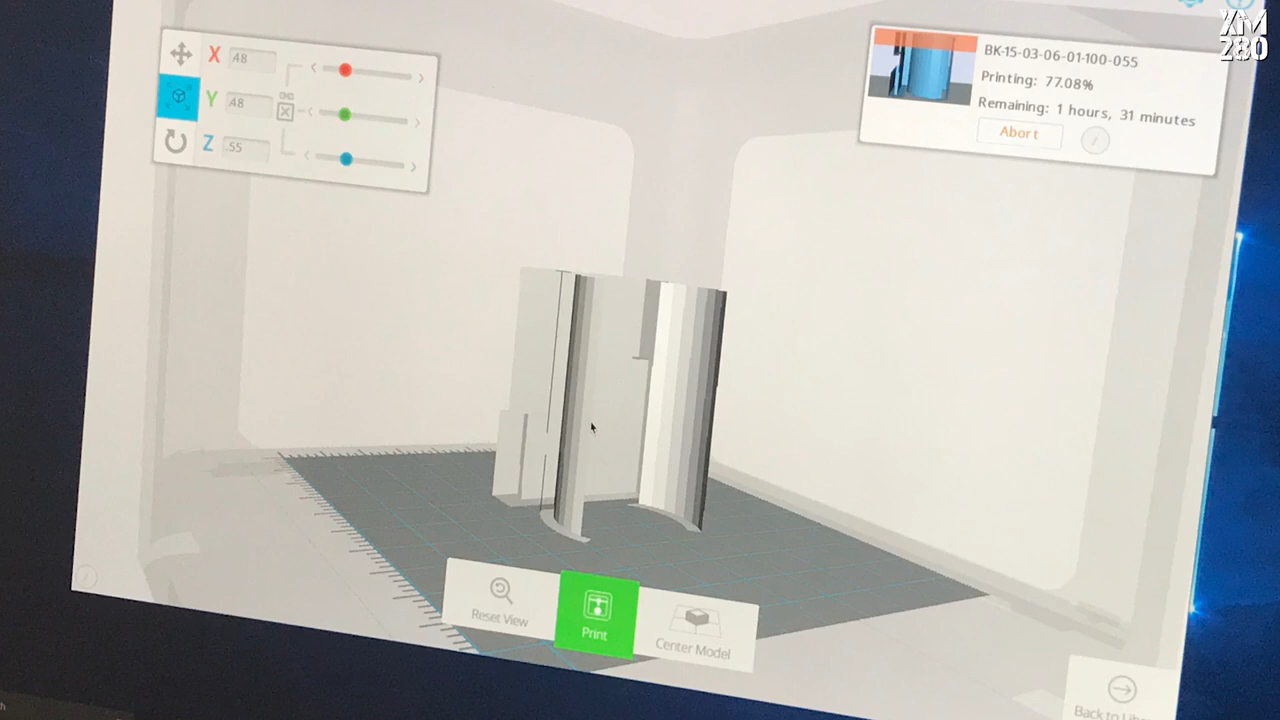 XM
280
X .48
Y .48
Z .55
BK-15-03-06-01-100-055
Printing: 77.08%
Remaining: 1 hours, 31 minutes
Abort
Reset View
Print
Center Model
Back to